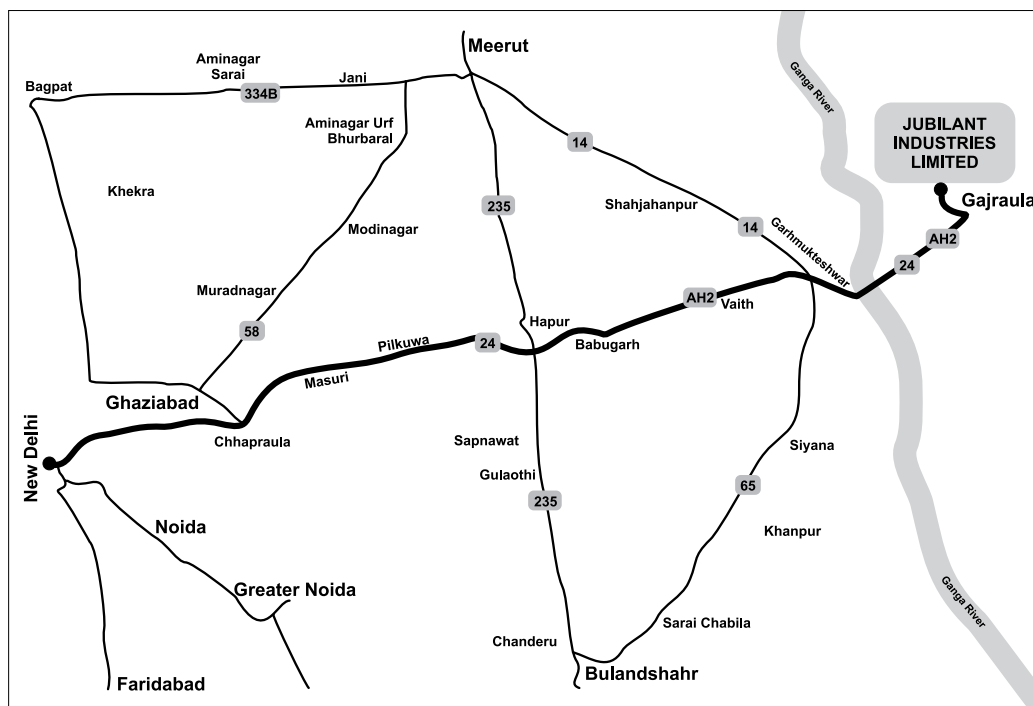 Meerut
Aminagar
Sarai
Jani
Bagpat
334B
Ganga River
JUBILANT
INDUSTRIES
LIMITED
Aminagar Urf
Bhurbaral
14
Khekra
235
Shahjahanpur
Gajraula
Modinagar
14
Garhmukteshwar
AH2
24
Muradnagar
AH2
Vaith
58
Hapur
Pilkuwa
24
Babugarh
Masuri
Ghaziabad
Chhapraula
Sapnawat
Siyana
New Delhi
Gulaothi
65
235
Noida
Khanpur
Greater Noida
Ganga River
Sarai Chabila
Chanderu
Bulandshahr
Faridabad